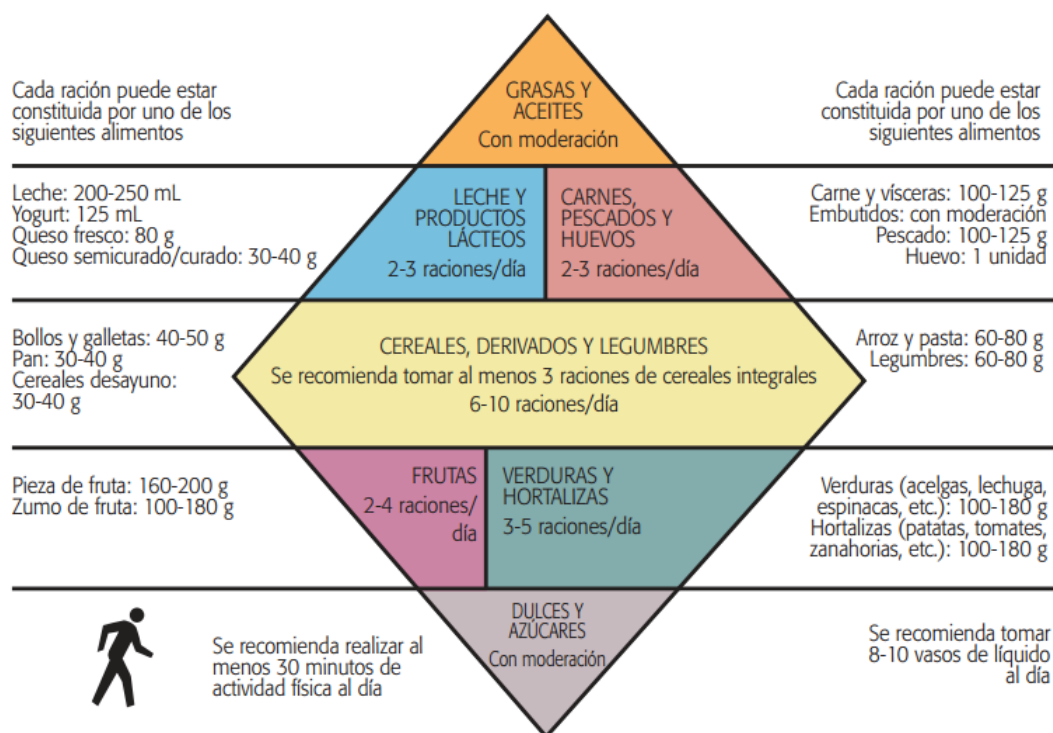 Cada ración puede estar
constituida por uno de los
siguientes alimentos
GRASAS Y
ACEITES
Con moderación
Cada ración puede estar
constituida por uno de los
siguientes alimentos
Leche: 200-250 mL
Yogurt: 125 mL
Queso fresco: 80 g
Queso semicurado/curado: 30-40 g
LECHE Y
PRODUCTOS
LÁCTEOS
2-3 raciones/día
CARNES,
PESCADOS Y
HUEVOS
2-3 raciones/día
Carne y vísceras: 100-125 g
Embutidos: con moderación
Pescado: 100-125 g
Huevo: 1 unidad
Bollos y galletas: 40-50 g
Pan: 30-40 g
Cereales desayuno:
30-40 g
CEREALES, DERIVADOS Y LEGUMBRES
Se recomienda tomar al menos 3 raciones de cereales integrales
6-10 raciones/día
Arroz y pasta: 60-80 g
Legumbres: 60-80 g
Pieza de fruta: 160-200 g
Zumo de fruta: 100-180 g
FRUTAS
2-4 raciones/
día
VERDURAS Y
HORTALIZAS
3-5 raciones/día
Verduras (acelgas, lechuga,
espinacas, etc.): 100-180 g
Hortalizas (patatas, tomates,
zanahorias, etc.): 100-180 g
Se recomienda realizar al
menos 30 minutos de
actividad física al día
DULCES Y
AZÚCARES
Con moderación
Se recomienda tomar
8-10 vasos de líquido
al día